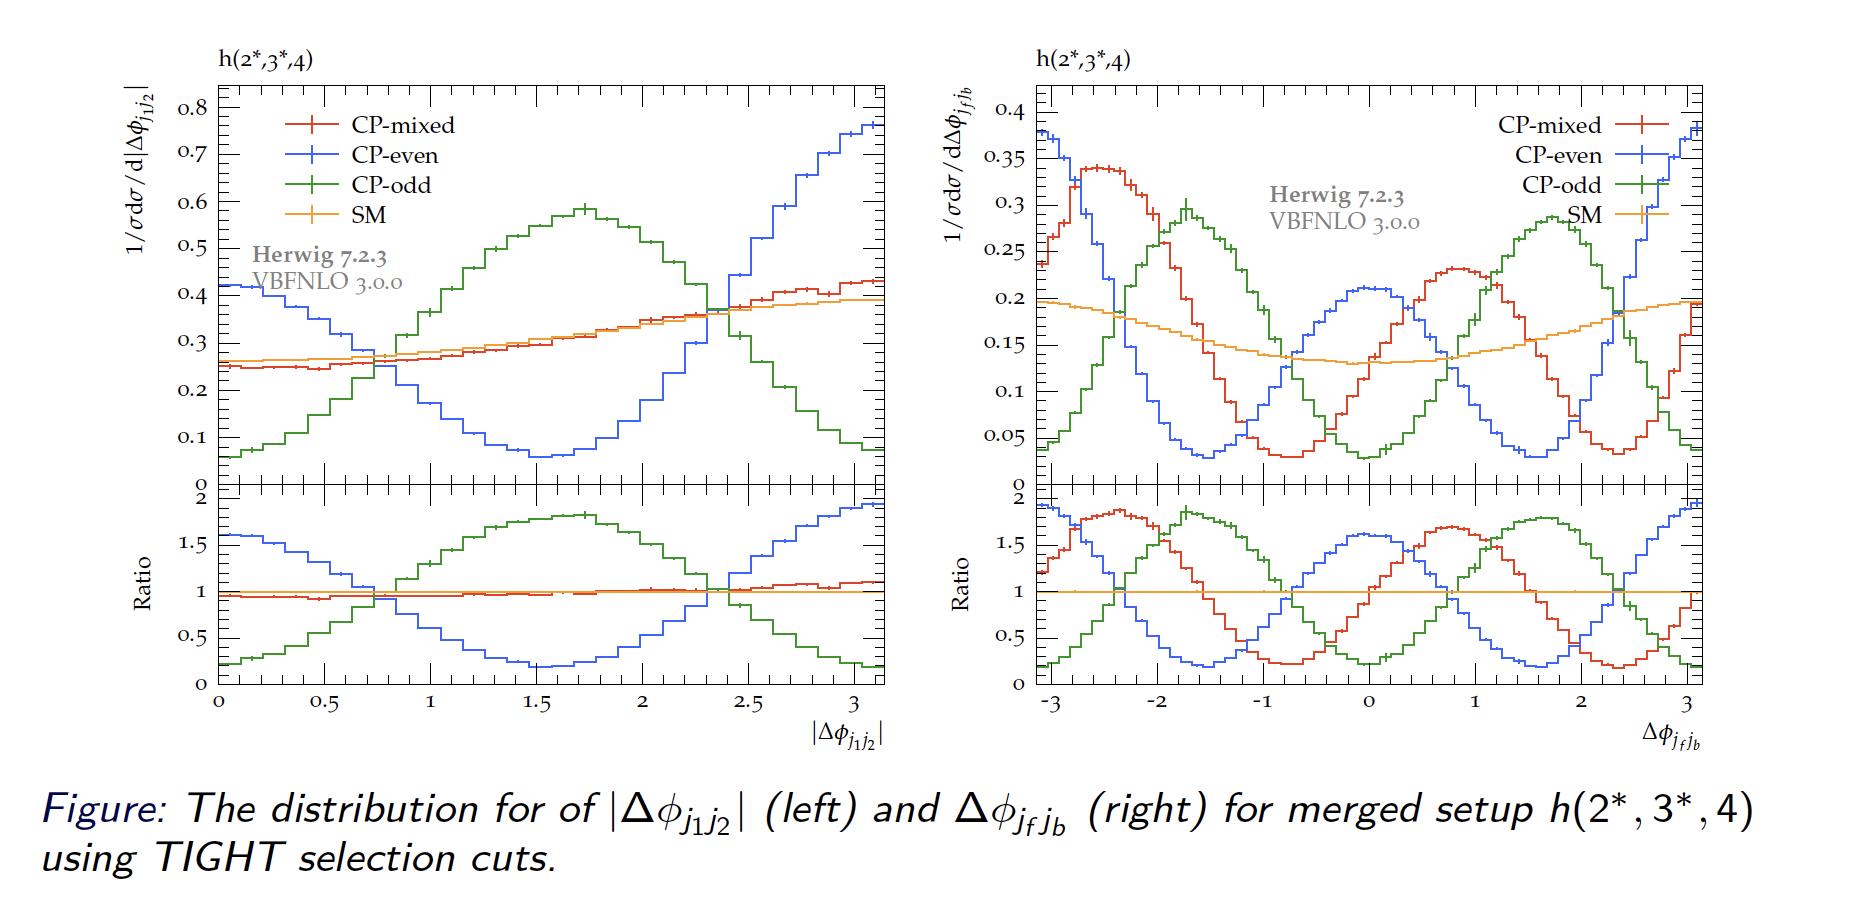 h(2*,3*,4)
1/σdσ/d|Δϕj1j2|
0.8
0.7
0.6
0.5
0.4
0.3
0.2
0.1
0
CP-mixed
CP-even
CP-odd
SM
Herwig 7.2.3
VBFNLO 3.0.0
Ratio
2
1.5
1
0.5
0
0 0.5 1 1.5 2 2.5 3
|Δϕj1j2|
h(2*,3*,4)
1/σdσ/dΔϕjfjb
0.4
0.35
0.3
0.25
0.2
0.15
0.1
0.05
0
CP-mixed
CP-even
CP-odd
SM
Herwig 7.2.3
VBFNLO 3.0.0
Ratio
2
1.5
1
0.5
0
-3 -2 -1 0 1 2 3
Δϕjfjb
Figure: The distribution for of |Δϕj1j2| (left) and Δϕjfjb (right) for merged setup h(2*, 3*, 4)
using TIGHT selection cuts.